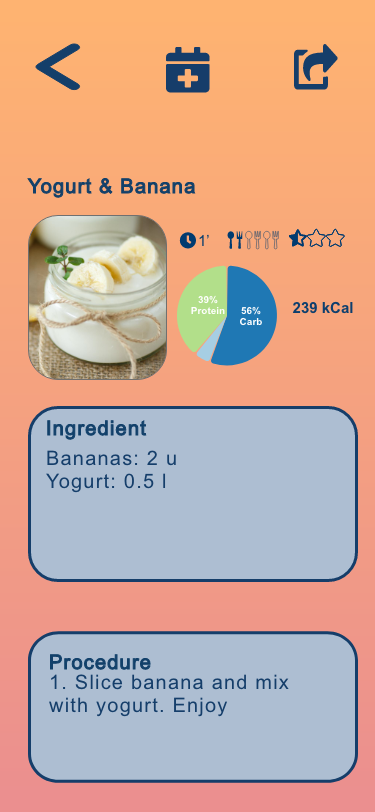 Yogurt & Banana
1’
39%
Protein
56%
Carb
239 kCal
Ingredient
Bananas: 2 u
Yogurt: 0.5 l
Procedure
1. Slice banana and mix
with yogurt. Enjoy